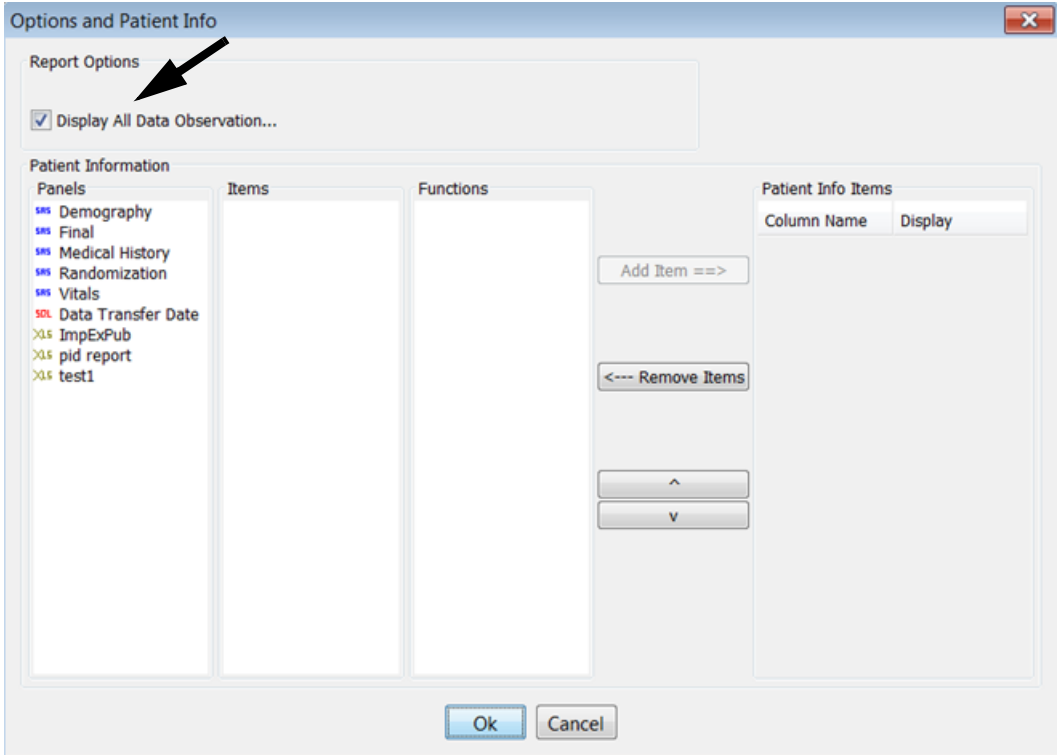 Options and Patient Info
Report Options
Display All Data Observation...
Patient Information
Panels
Items
Functions
Patient Info Items
SAS Demography
SAS Final
SAS Medical History
SAS Randomization
SAS Vitals
SQL Data Transfer Date
XLS ImpExPub
XLS pid report
XLS test1
Column Name
Display
Add Item ==>
<--- Remove Items
^
v
Ok
Cancel